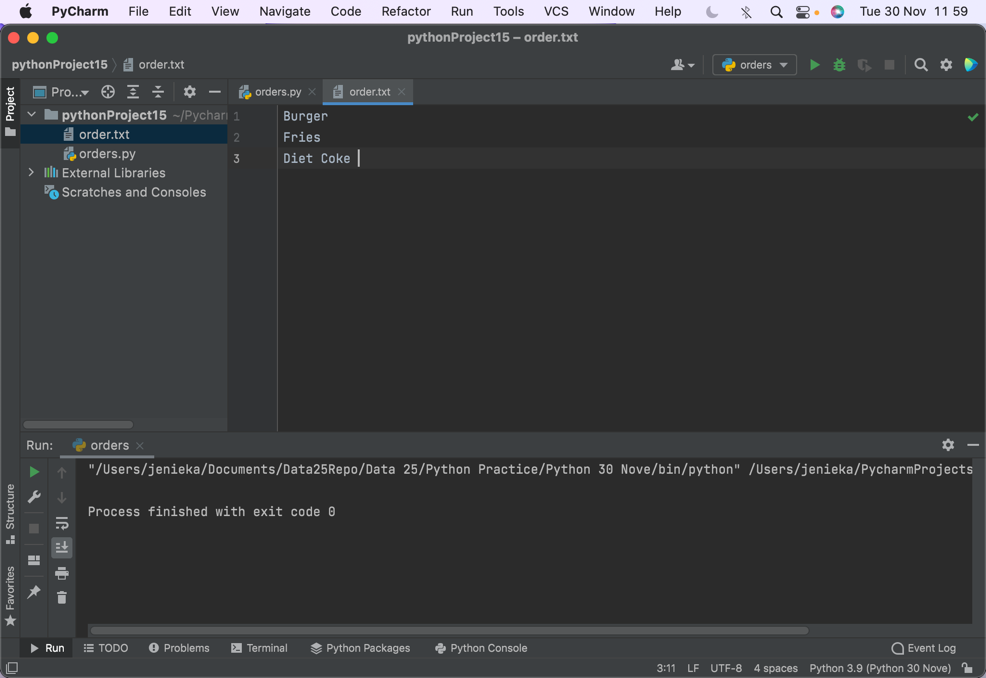 PyCharm File Edit View Navigate Code Refactor Run Tools VCS Window Help Tue 30 Nov 11 59
pythonProject15 – order.txt
pythonProject15 order.txt orders
Project
Pro... orders.py order.txt
pythonProject15 ~/Pychar
order.txt
orders.py
External Libraries
Scratches and Consoles
1 Burger
2 Fries
3 Diet Coke
Run: orders
"/Users/jenieka/Documents/Data25Repo/Data 25/Python Practice/Python 30 Nove/bin/python" /Users/jenieka/PycharmProjects
Process finished with exit code 0
Structure
Favorites
Run TODO Problems Terminal Python Packages Python Console Event Log
3:11 LF UTF-8 4 spaces Python 3.9 (Python 30 Nove)